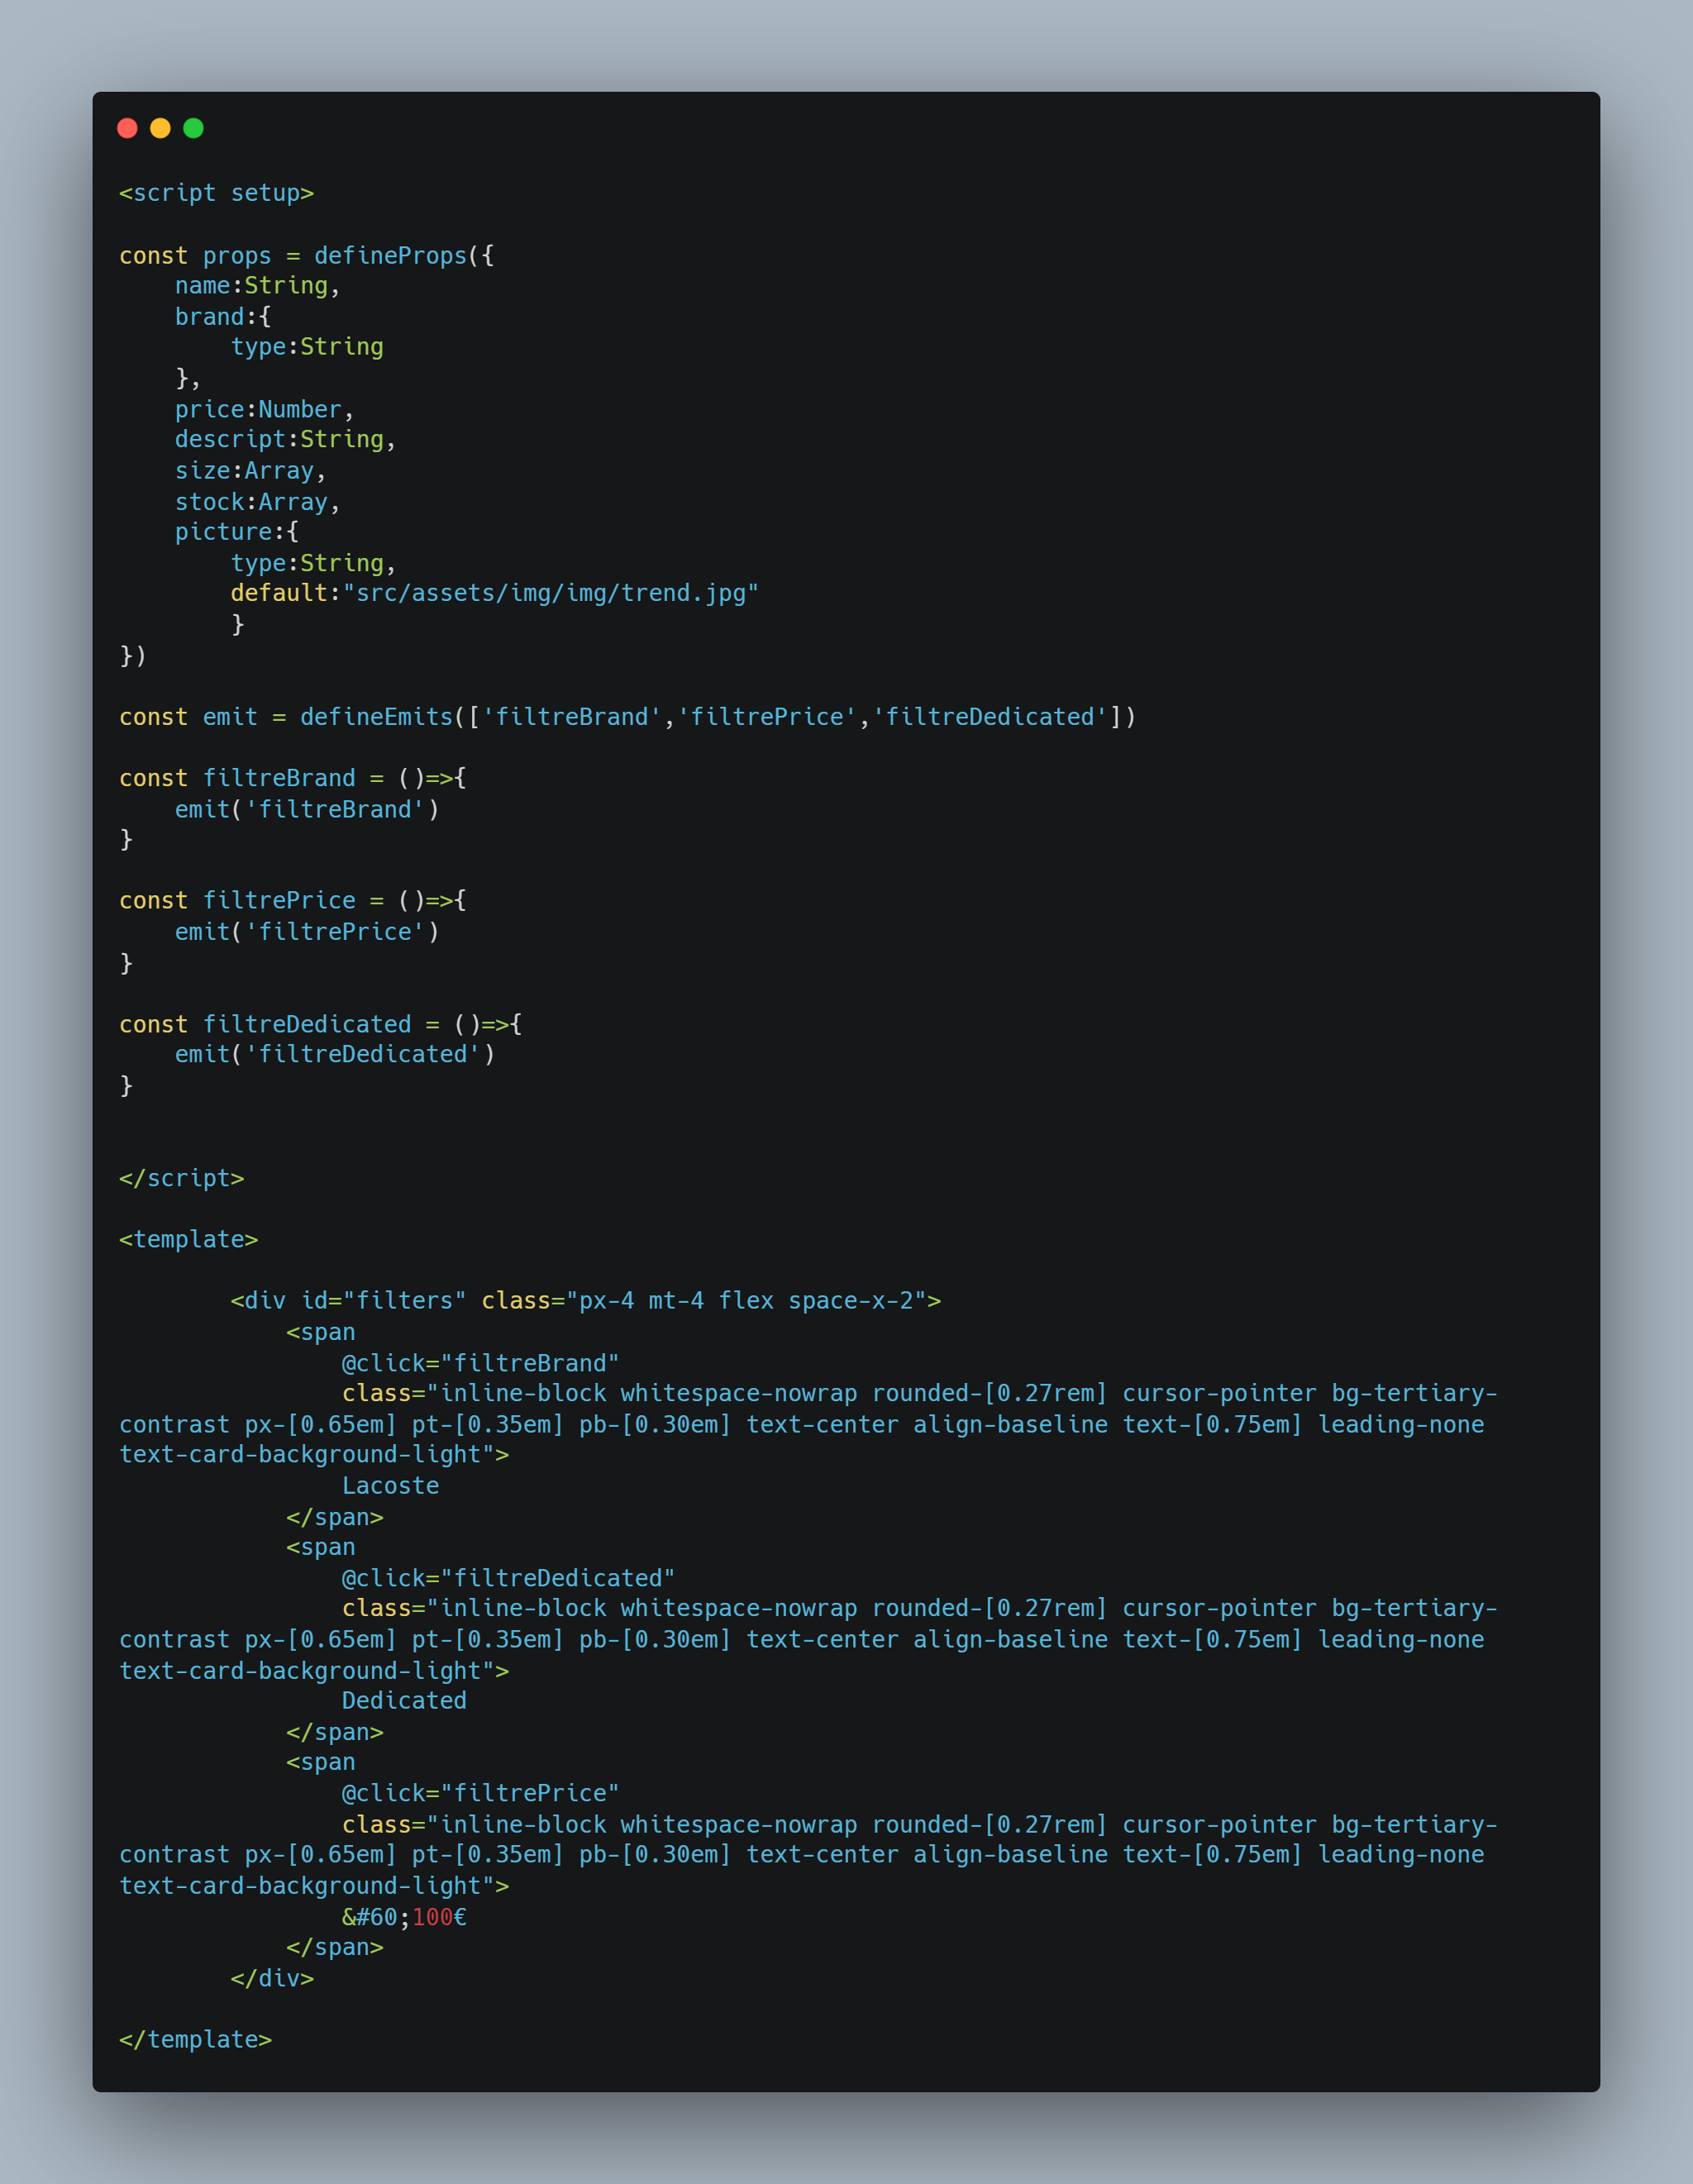 <script setup>

const props = defineProps({
    name:String,
    brand:{
        type:String
    },
    price:Number,
    descript:String,
    size:Array,
    stock:Array,
    picture:{
        type:String,
        default:"src/assets/img/img/trend.jpg"
        }
})

const emit = defineEmits(['filtreBrand','filtrePrice','filtreDedicated'])

const filtreBrand = ()=>{
    emit('filtreBrand')
}

const filtrePrice = ()=>{
    emit('filtrePrice')
}

const filtreDedicated = ()=>{
    emit('filtreDedicated')
}


</script>

<template>

        <div id="filters" class="px-4 mt-4 flex space-x-2">
            <span
                @click="filtreBrand"
                class="inline-block whitespace-nowrap rounded-[0.27rem] cursor-pointer bg-tertiary-
contrast px-[0.65em] pt-[0.35em] pb-[0.30em] text-center align-baseline text-[0.75em] leading-none
text-card-background-light">
                Lacoste
            </span>
            <span
                @click="filtreDedicated"
                class="inline-block whitespace-nowrap rounded-[0.27rem] cursor-pointer bg-tertiary-
contrast px-[0.65em] pt-[0.35em] pb-[0.30em] text-center align-baseline text-[0.75em] leading-none
text-card-background-light">
                Dedicated
            </span>
            <span
                @click="filtrePrice"
                class="inline-block whitespace-nowrap rounded-[0.27rem] cursor-pointer bg-tertiary-
contrast px-[0.65em] pt-[0.35em] pb-[0.30em] text-center align-baseline text-[0.75em] leading-none
text-card-background-light">
                &#60;100€
            </span>
        </div>

</template>